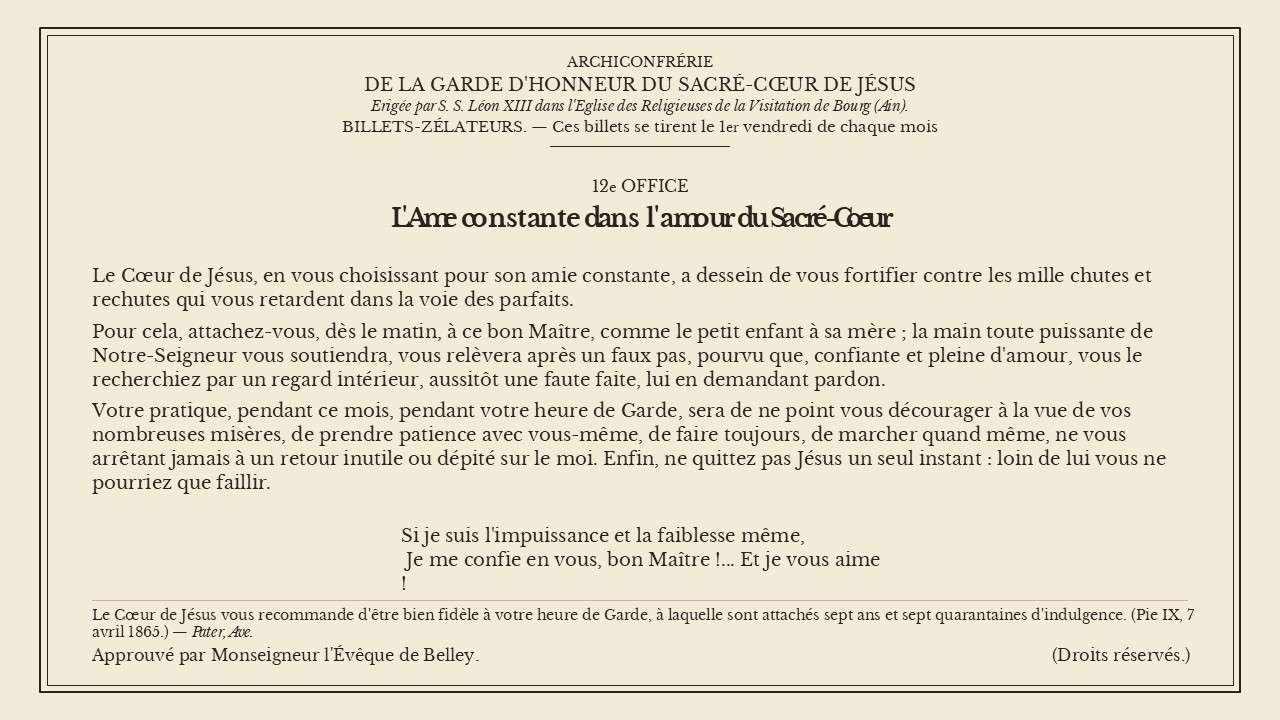 ARCHICONFRÉRIE
DE LA GARDE D'HONNEUR DU SACRÉ-CŒUR DE JÉSUS
Erigée par S. S. Léon XIII dans l'Eglise des Religieuses de la Visitation de Bourg (Ain).
BILLETS-ZÉLATEURS. — Ces billets se tirent le 1er vendredi de chaque mois
12e OFFICE
L'Ame constante dans l'amour du Sacré-Cœur
Le Cœur de Jésus, en vous choisissant pour son amie constante, a dessein de vous fortifier contre les mille chutes et
rechutes qui vous retardent dans la voie des parfaits.
Pour cela, attachez-vous, dès le matin, à ce bon Maître, comme le petit enfant à sa mère ; la main toute puissante de
Notre-Seigneur vous soutiendra, vous relèvera après un faux pas, pourvu que, confiante et pleine d'amour, vous le
recherchiez par un regard intérieur, aussitôt une faute faite, lui en demandant pardon.
Votre pratique, pendant ce mois, pendant votre heure de Garde, sera de ne point vous décourager à la vue de vos
nombreuses misères, de prendre patience avec vous-même, de faire toujours, de marcher quand même, ne vous
arrêtant jamais à un retour inutile ou dépité sur le moi. Enfin, ne quittez pas Jésus un seul instant : loin de lui vous ne
pourriez que faillir.
Si je suis l'impuissance et la faiblesse même,
Je me confie en vous, bon Maître !... Et je vous aime
!
Le Cœur de Jésus vous recommande d'être bien fidèle à votre heure de Garde, à laquelle sont attachés sept ans et sept quarantaines d'indulgence. (Pie IX, 7
avril 1865.) — Pater, Ave.
Approuvé par Monseigneur l'Évêque de Belley. (Droits réservés.)